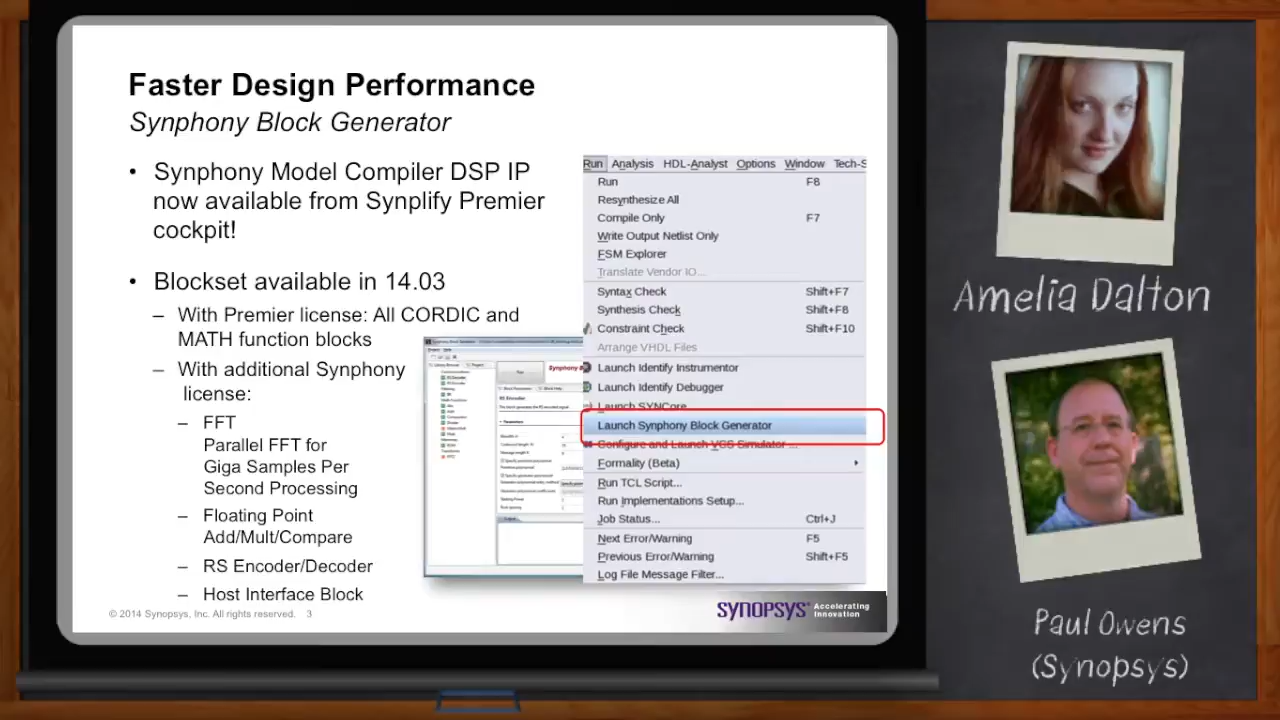 Faster Design Performance
Synphony Block Generator
• Synphony Model Compiler DSP IP
now available from Synplify Premier
cockpit!
• Blockset available in 14.03
– With Premier license: All CORDIC and
MATH function blocks
– With additional Synphony
license:
– FFT
Parallel FFT for
Giga Samples Per
Second Processing
– Floating Point
Add/Mult/Compare
– RS Encoder/Decoder
– Host Interface Block
Run Analysis HDL-Analyst Options Window Tech-S
Run F8
Resynthesize All
Compile Only F7
Write Output Netlist Only
FSM Explorer
Translate Vendor IO...
Syntax Check Shift+F7
Synthesis Check Shift+F8
Constraint Check Shift+F10
Arrange VHDL Files
Launch Identify Instrumentor
Launch Identify Debugger
Launch SYNCore
Launch Synphony Block Generator
Configure and Launch VCS Simulator ...
Formality (Beta)
Run TCL Script...
Run Implementations Setup...
Job Status... Ctrl+J
Next Error/Warning F5
Previous Error/Warning Shift+F5
Log File Message Filter...
© 2014 Synopsys, Inc. All rights reserved. 3
SYNOPSYS® Accelerating
Innovation
Amelia Dalton
Paul Owens
(Synopsys)